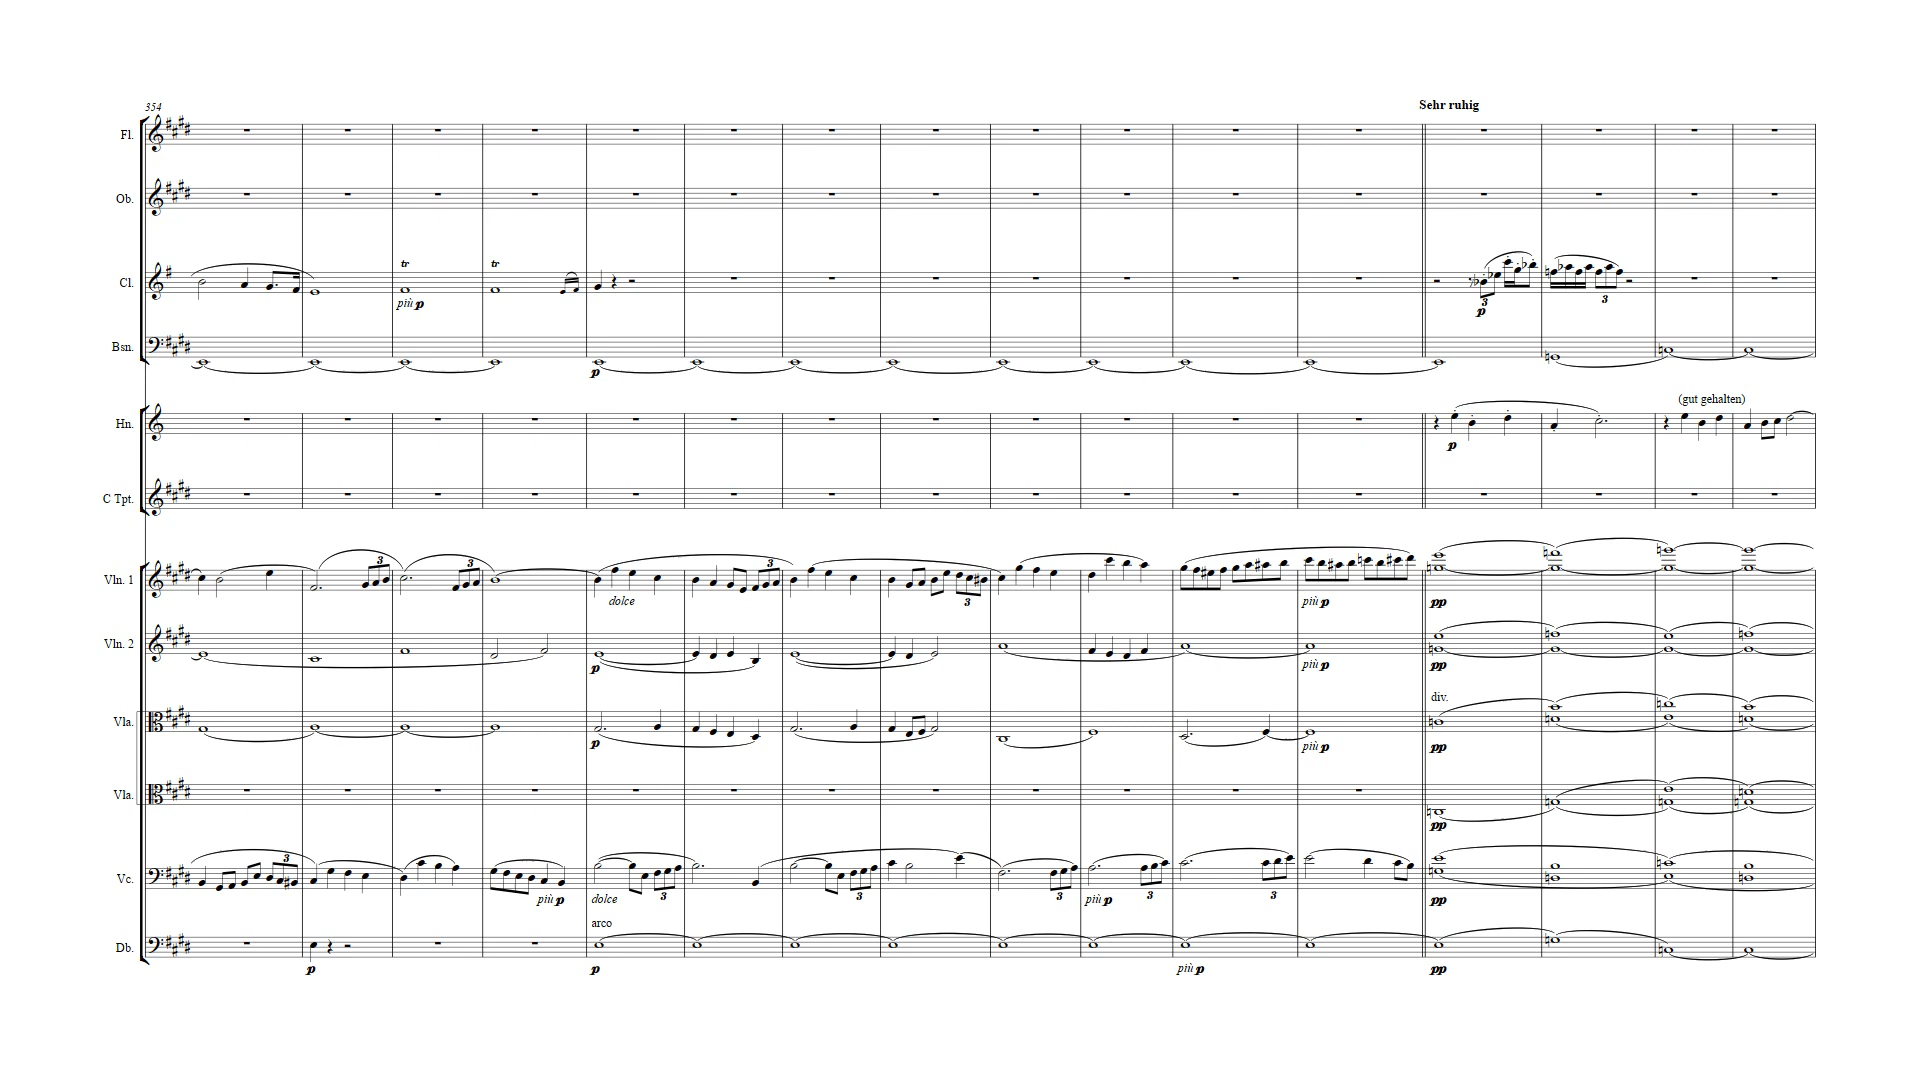 Sehr ruhig
354
Fl.
Ob.
tr tr
Cl.
più p
3 3
p
Bsn.
p
(gut gehalten)
Hn.
p
C Tpt.
3 3 3 3
Vln. 1
dolce più p pp
Vln. 2
p più p pp
div.
Vla.
p più p pp
Vla.
pp
3
Vc.
più p dolce 3 3 3 più p 3 3 pp
arco
Db.
p p più p pp